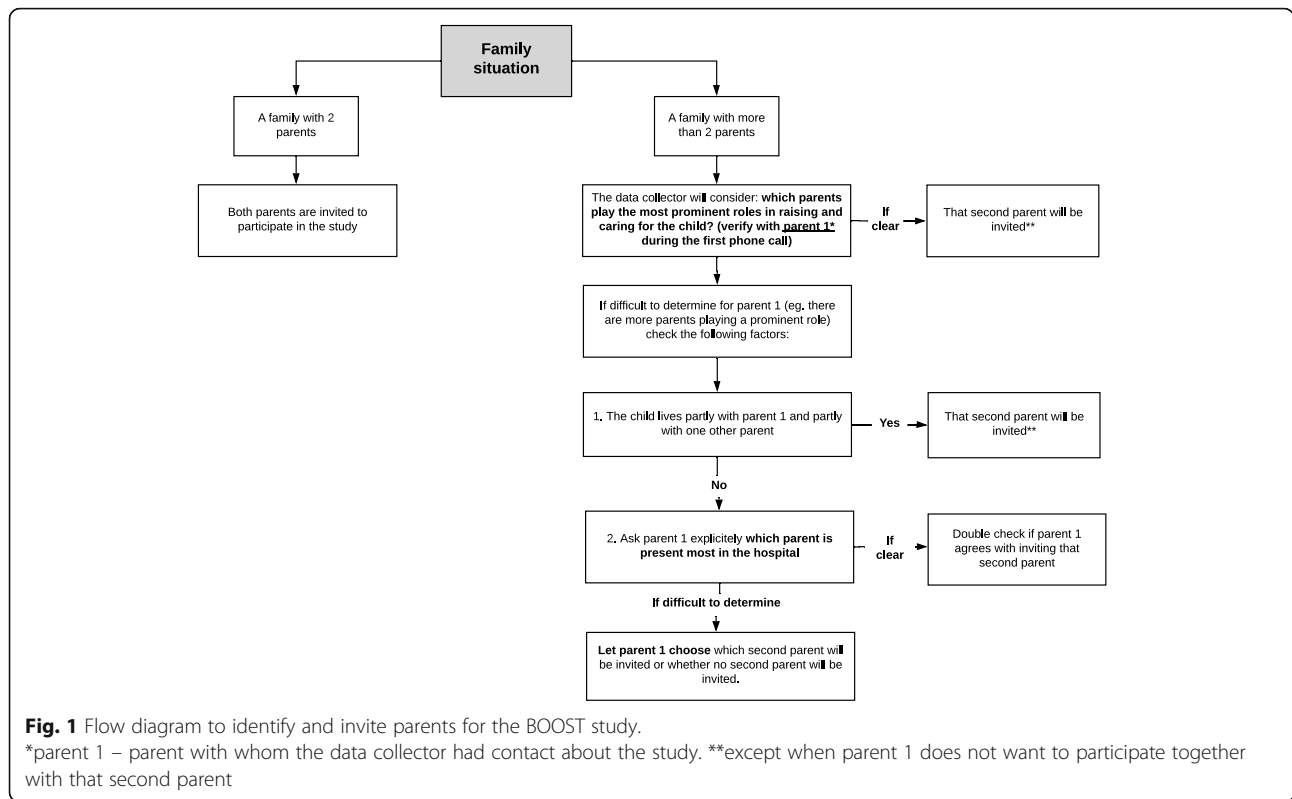 Family
situation
A family with 2
parents
A family with more
than 2 parents
Both parents are invited to
participate in the study
The data collector will consider: which parents
play the most prominent roles in raising and
caring for the child? (verify with parent 1*
during the first phone call)
If
clear
That second parent will be
invited**
If difficult to determine for parent 1 (eg. there
are more parents playing a prominent role)
check the following factors:
1. The child lives partly with parent 1 and partly
with one other parent
Yes
That second parent will be
invited**
No
2. Ask parent 1 explicitely which parent is
present most in the hospital
If
clear
Double check if parent 1
agrees with inviting that
second parent
If difficult to determine
Let parent 1 choose which second parent will
be invited or whether no second parent will be
invited.
Fig. 1 Flow diagram to identify and invite parents for the BOOST study.
*parent 1 – parent with whom the data collector had contact about the study. **except when parent 1 does not want to participate together
with that second parent